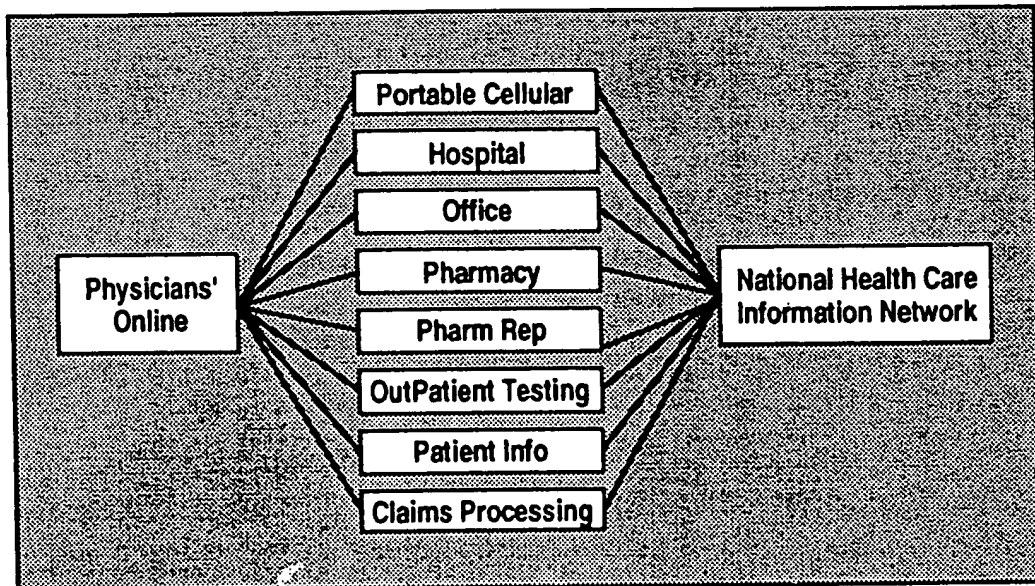 Portable Cellular
Hospital
Office
Pharmacy
Pharm Rep
OutPatient Testing
Patient Info
Claims Processing
Physicians'
Online
National Health Care
Information Network